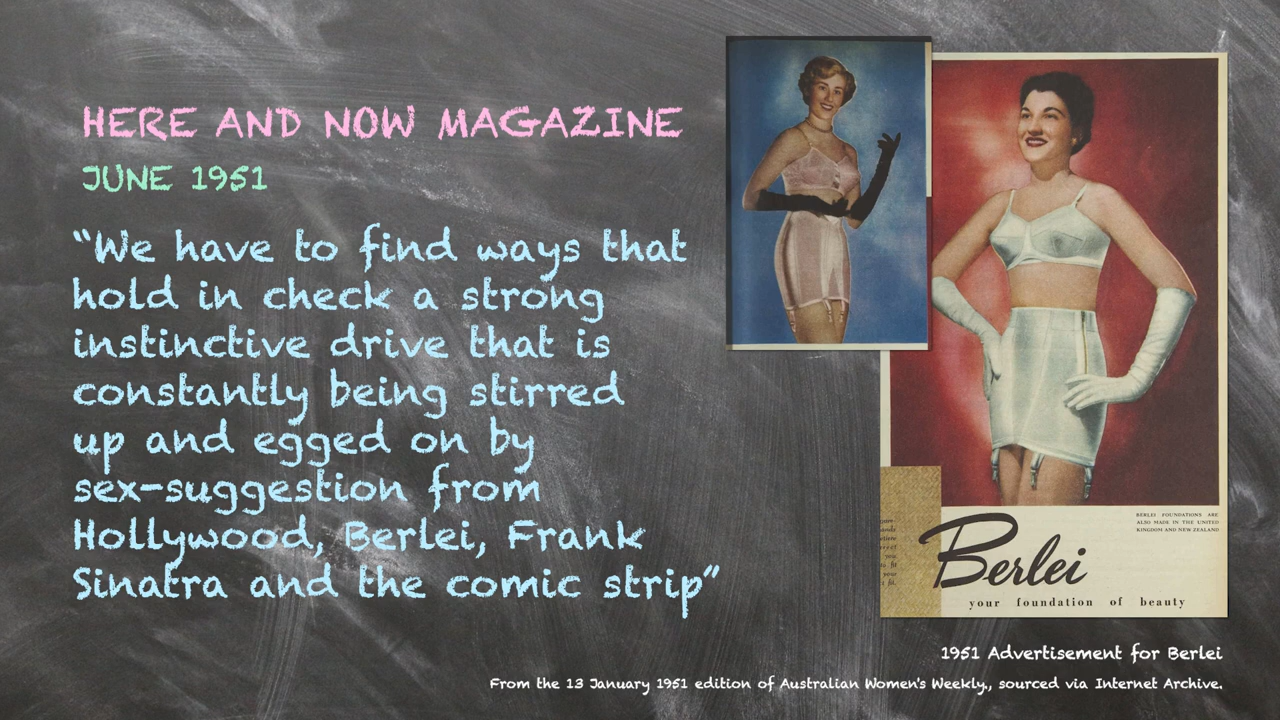 HERE AND NOW MAGAZINE
JUNE 1951
“We have to find ways that
hold in check a strong
instinctive drive that is
constantly being stirred
up and egged on by
sex-suggestion from
Hollywood, Berlei, Frank
Sinatra and the comic strip”
BERLEI FOUNDATIONS ARE
ALSO MADE IN THE UNITED
KINGDOM AND NEW ZEALAND
Berlei
your foundation of beauty
1951 Advertisement for Berlei
From the 13 January 1951 edition of Australian Women's Weekly., sourced via Internet Archive.